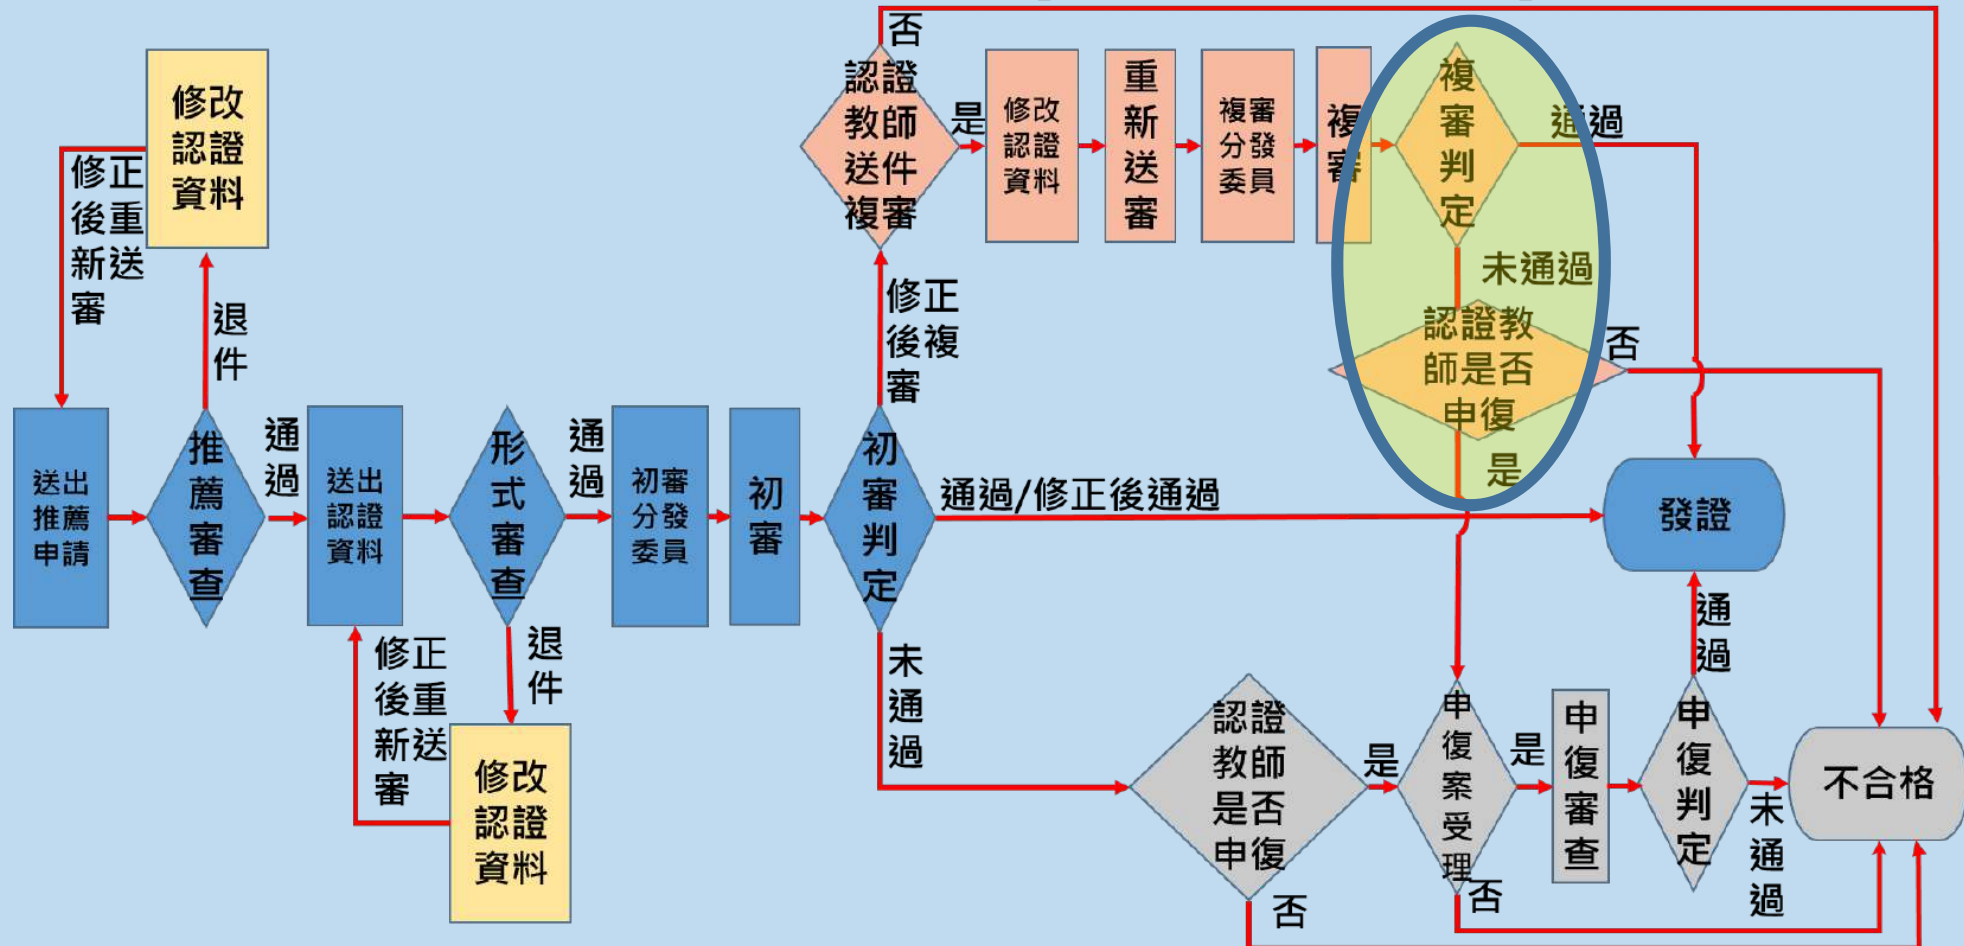 否
認證
教師
送件
複審
是
修改
認證
資料
重
新
送
審
複審
分發
委員
複
審
複
審
判
定
通過
未通過
認證教
師是否
申復
否
是
修改
認證
資料
修正
後重
新送
審
退
件
送出
推薦
申請
推
薦
審
查
通
過
送出
認證
資料
形
式
審
查
通
過
初審
分發
委員
初
審
初
審
判
定
修正
後複
審
通過/修正後通過
發證
修正
後重
新送
審
退
件
修改
認證
資料
未
通
過
認證
教師
是否
申復
是
否
申
復
案
受
理
是
否
申
復
審
查
申
復
判
定
通
過
未
通
過
不合格